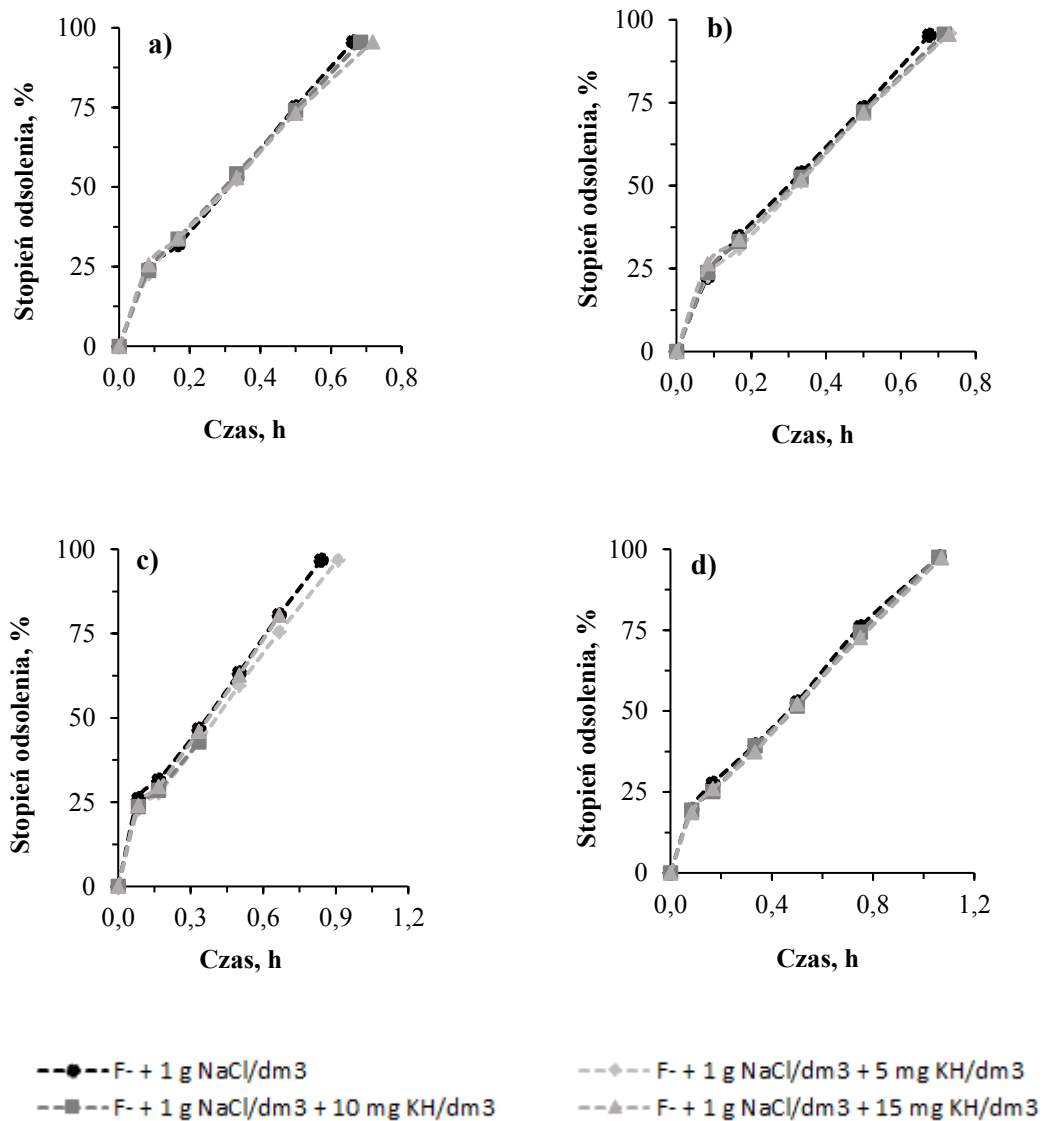 a)
Stopień odsolenia, %
100
75
50
25
0
0,0 0,2 0,4 0,6 0,8
Czas, h
b)
Stopień odsolenia, %
100
75
50
25
0
0,0 0,2 0,4 0,6 0,8
Czas, h
c)
Stopień odsolenia, %
100
75
50
25
0
0,0 0,3 0,6 0,9 1,2
Czas, h
d)
Stopień odsolenia, %
100
75
50
25
0
0,0 0,4 0,8 1,2
Czas, h
F- + 1 g NaCl/dm3
F- + 1 g NaCl/dm3 + 5 mg KH/dm3
F- + 1 g NaCl/dm3 + 10 mg KH/dm3
F- + 1 g NaCl/dm3 + 15 mg KH/dm3